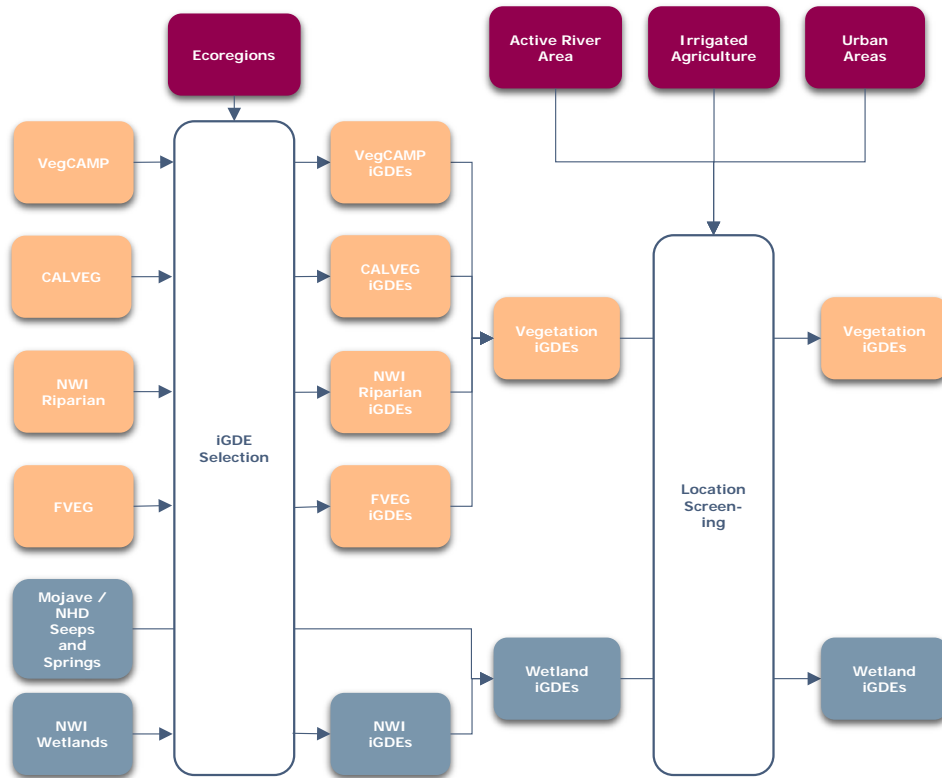 Ecoregions
Active River
Area
Irrigated
Agriculture
Urban
Areas
VegCAMP
VegCAMP
iGDEs
CALVEG
CALVEG
iGDEs
Vegetation
iGDEs
Vegetation
iGDEs
NWI
Riparian
NWI
Riparian
iGDEs
iGDE
Selection
FVEG
FVEG
iGDEs
Location
Screen-
ing
Mojave /
NHD
Seeps
and
Springs
Wetland
iGDEs
Wetland
iGDEs
NWI
Wetlands
NWI
iGDEs